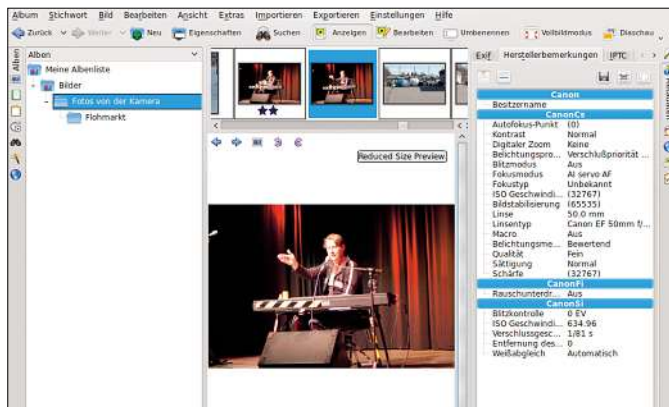 Album Stichwort Bild Bearbeiten Ansicht Extras Importieren Exportieren Einstellungen Hilfe
Zurück Weiter Neu Eigenschaften Suchen Anzeigen Bearbeiten Umbenennen Vollbildmodus Diaschau
Alben
Alben
Meine Albenliste
Bilder
Fotos von der Kamera
Flohmarkt
Reduced Size Preview
Exif Herstellerbemerkungen IPTC
Canon
Besitzername
CanonCs
Autofokus-Punkt (0)
Kontrast Normal
Digitaler Zoom Keine
Belichtungspro... Verschlußpriorität ...
Blitzmodus Aus
Fokusmodus AI servo AF
Fokustyp Unbekannt
ISO Geschwindi... (32767)
Bildstabilisierung (65535)
Linse 50.0 mm
Linsentyp Canon EF 50mm f/...
Macro Aus
Belichtungsme... Bewertend
Qualität Fein
Sättigung Normal
Schärfe (32767)
CanonFi
Rauschunterdr... Aus
CanonSi
Blitzkontrolle 0 EV
ISO Geschwindi... 634.96
Verschlussgesc... 1/81 s
Entfernung des... 0
Weißabgleich Automatisch